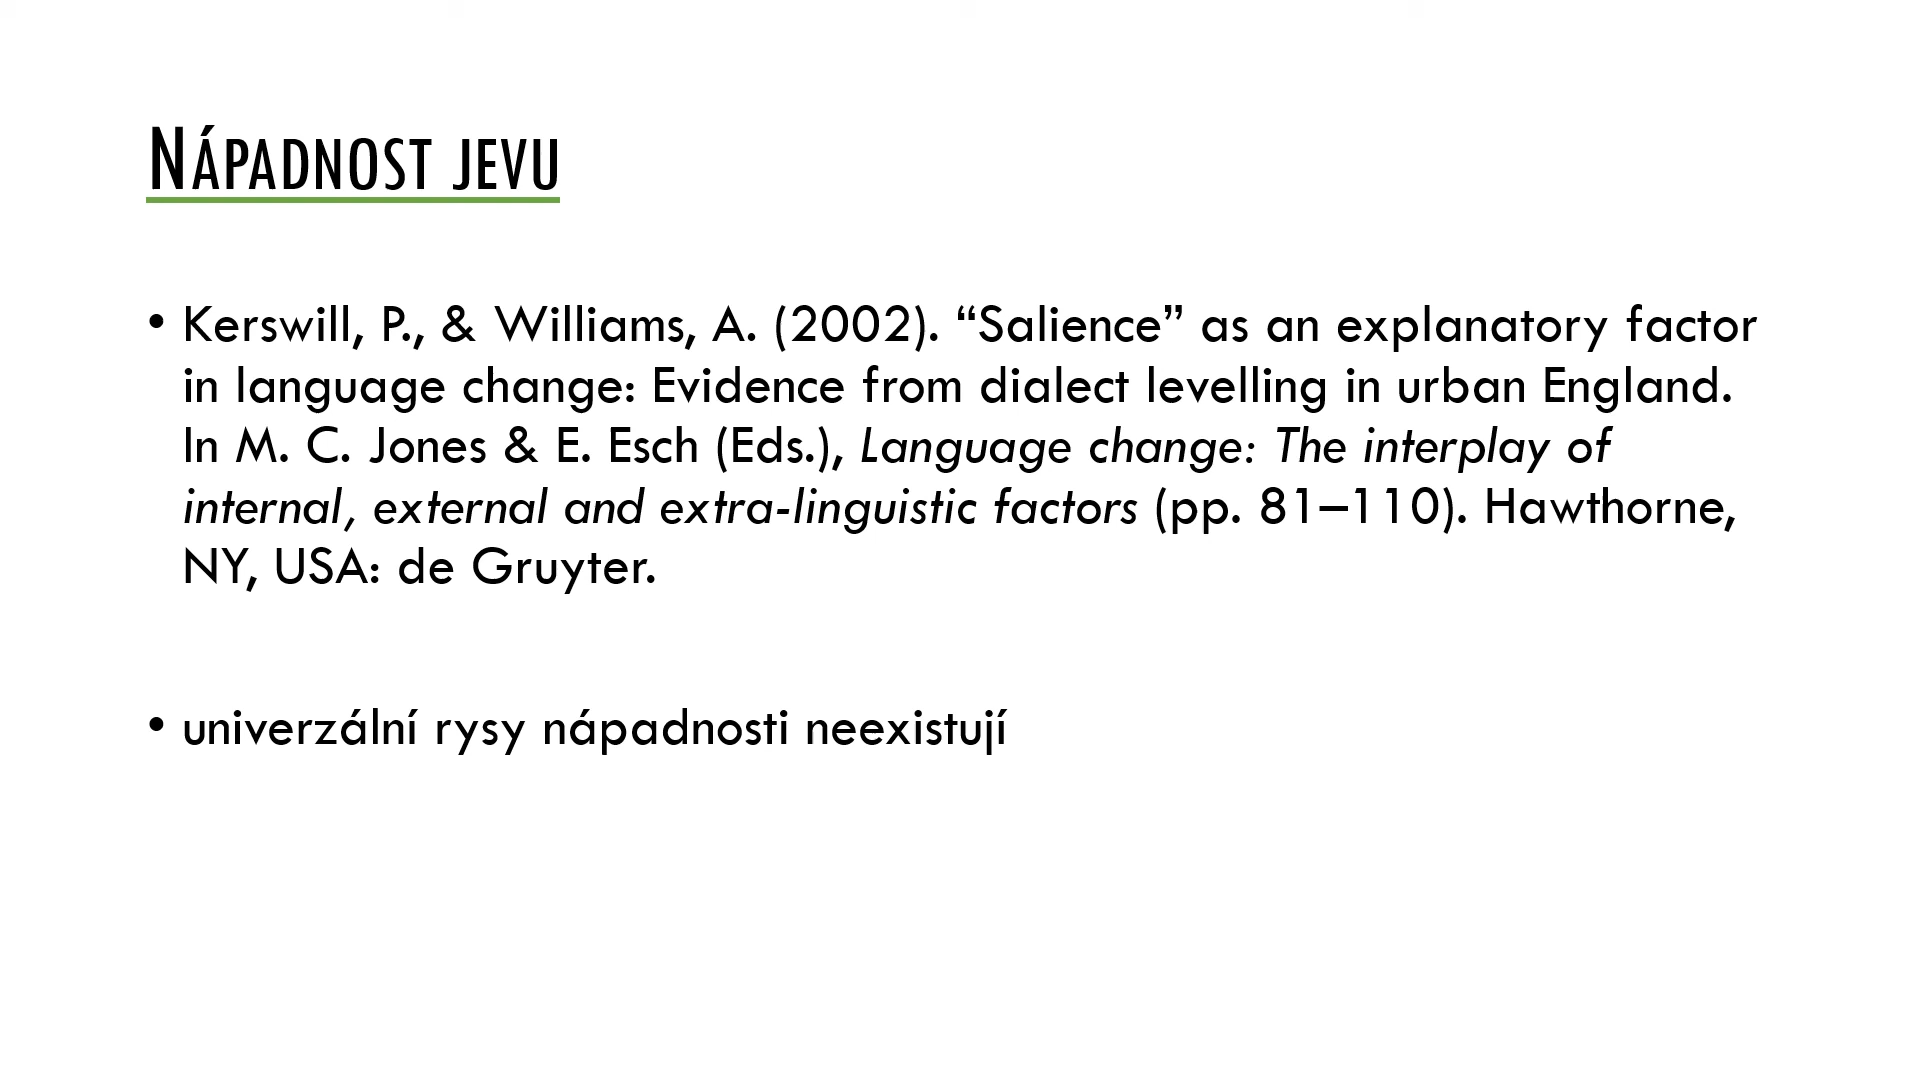 NÁPADNOST JEVU
• Kerswill, P., & Williams, A. (2002). “Salience” as an explanatory factor
in language change: Evidence from dialect levelling in urban England.
In M. C. Jones & E. Esch (Eds.), Language change: The interplay of
internal, external and extra-linguistic factors (pp. 81–110). Hawthorne,
NY, USA: de Gruyter.
• univerzální rysy nápadnosti neexistují